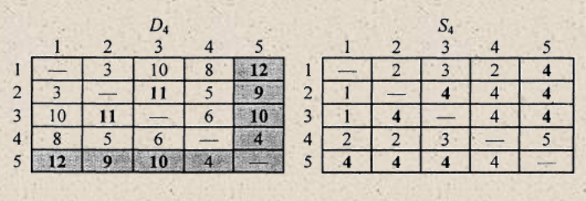 D₄ S₄
1 2 3 4 5 1 2 3 4 5
1 — 3 10 8 12 1 — 2 3 2 4
2 3 — 11 5 9 2 1 — 4 4 4
3 10 11 — 6 10 3 1 4 — 4 4
4 8 5 6 — 4 4 2 2 3 — 5
5 12 9 10 4 — 5 4 4 4 4 —